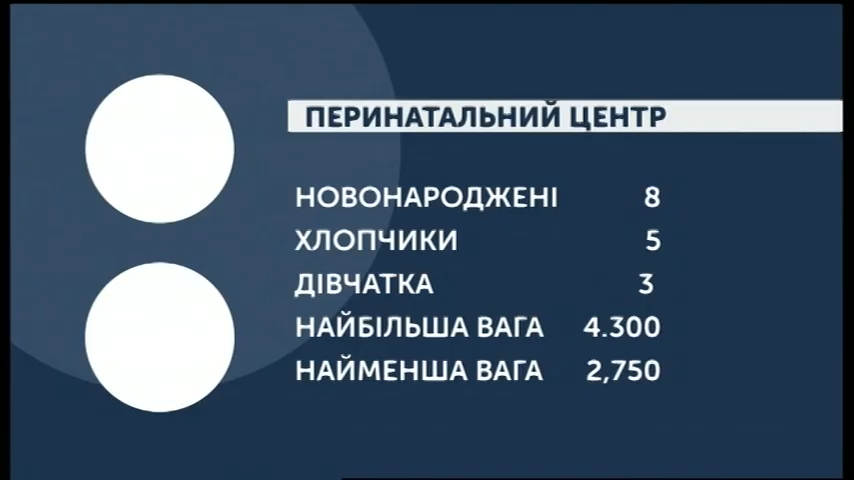 ПЕРИНАТАЛЬНИЙ ЦЕНТР
НОВОНАРОДЖЕНІ 8
ХЛОПЧИКИ 5
ДІВЧАТКА 3
НАЙБІЛЬША ВАГА 4.300
НАЙМЕНША ВАГА 2,750